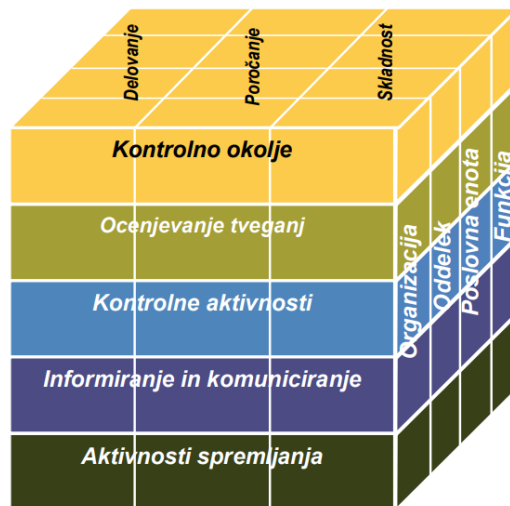 Delovanje
Poročanje
Skladnost
Kontrolno okolje
Ocenjevanje tveganj
Kontrolne aktivnosti
Informiranje in komuniciranje
Aktivnosti spremljanja
Organizacija
Oddelek
Poslovna enota
Funkcija